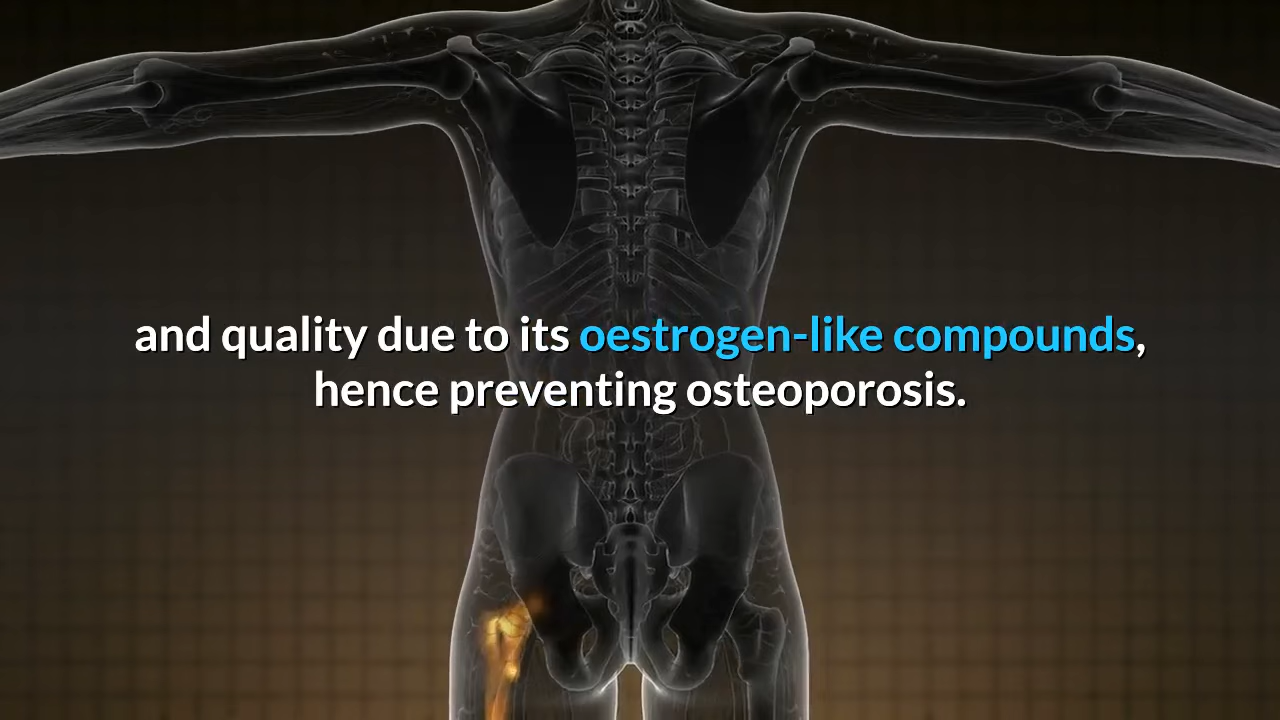 and quality due to its oestrogen-like compounds,
hence preventing osteoporosis.